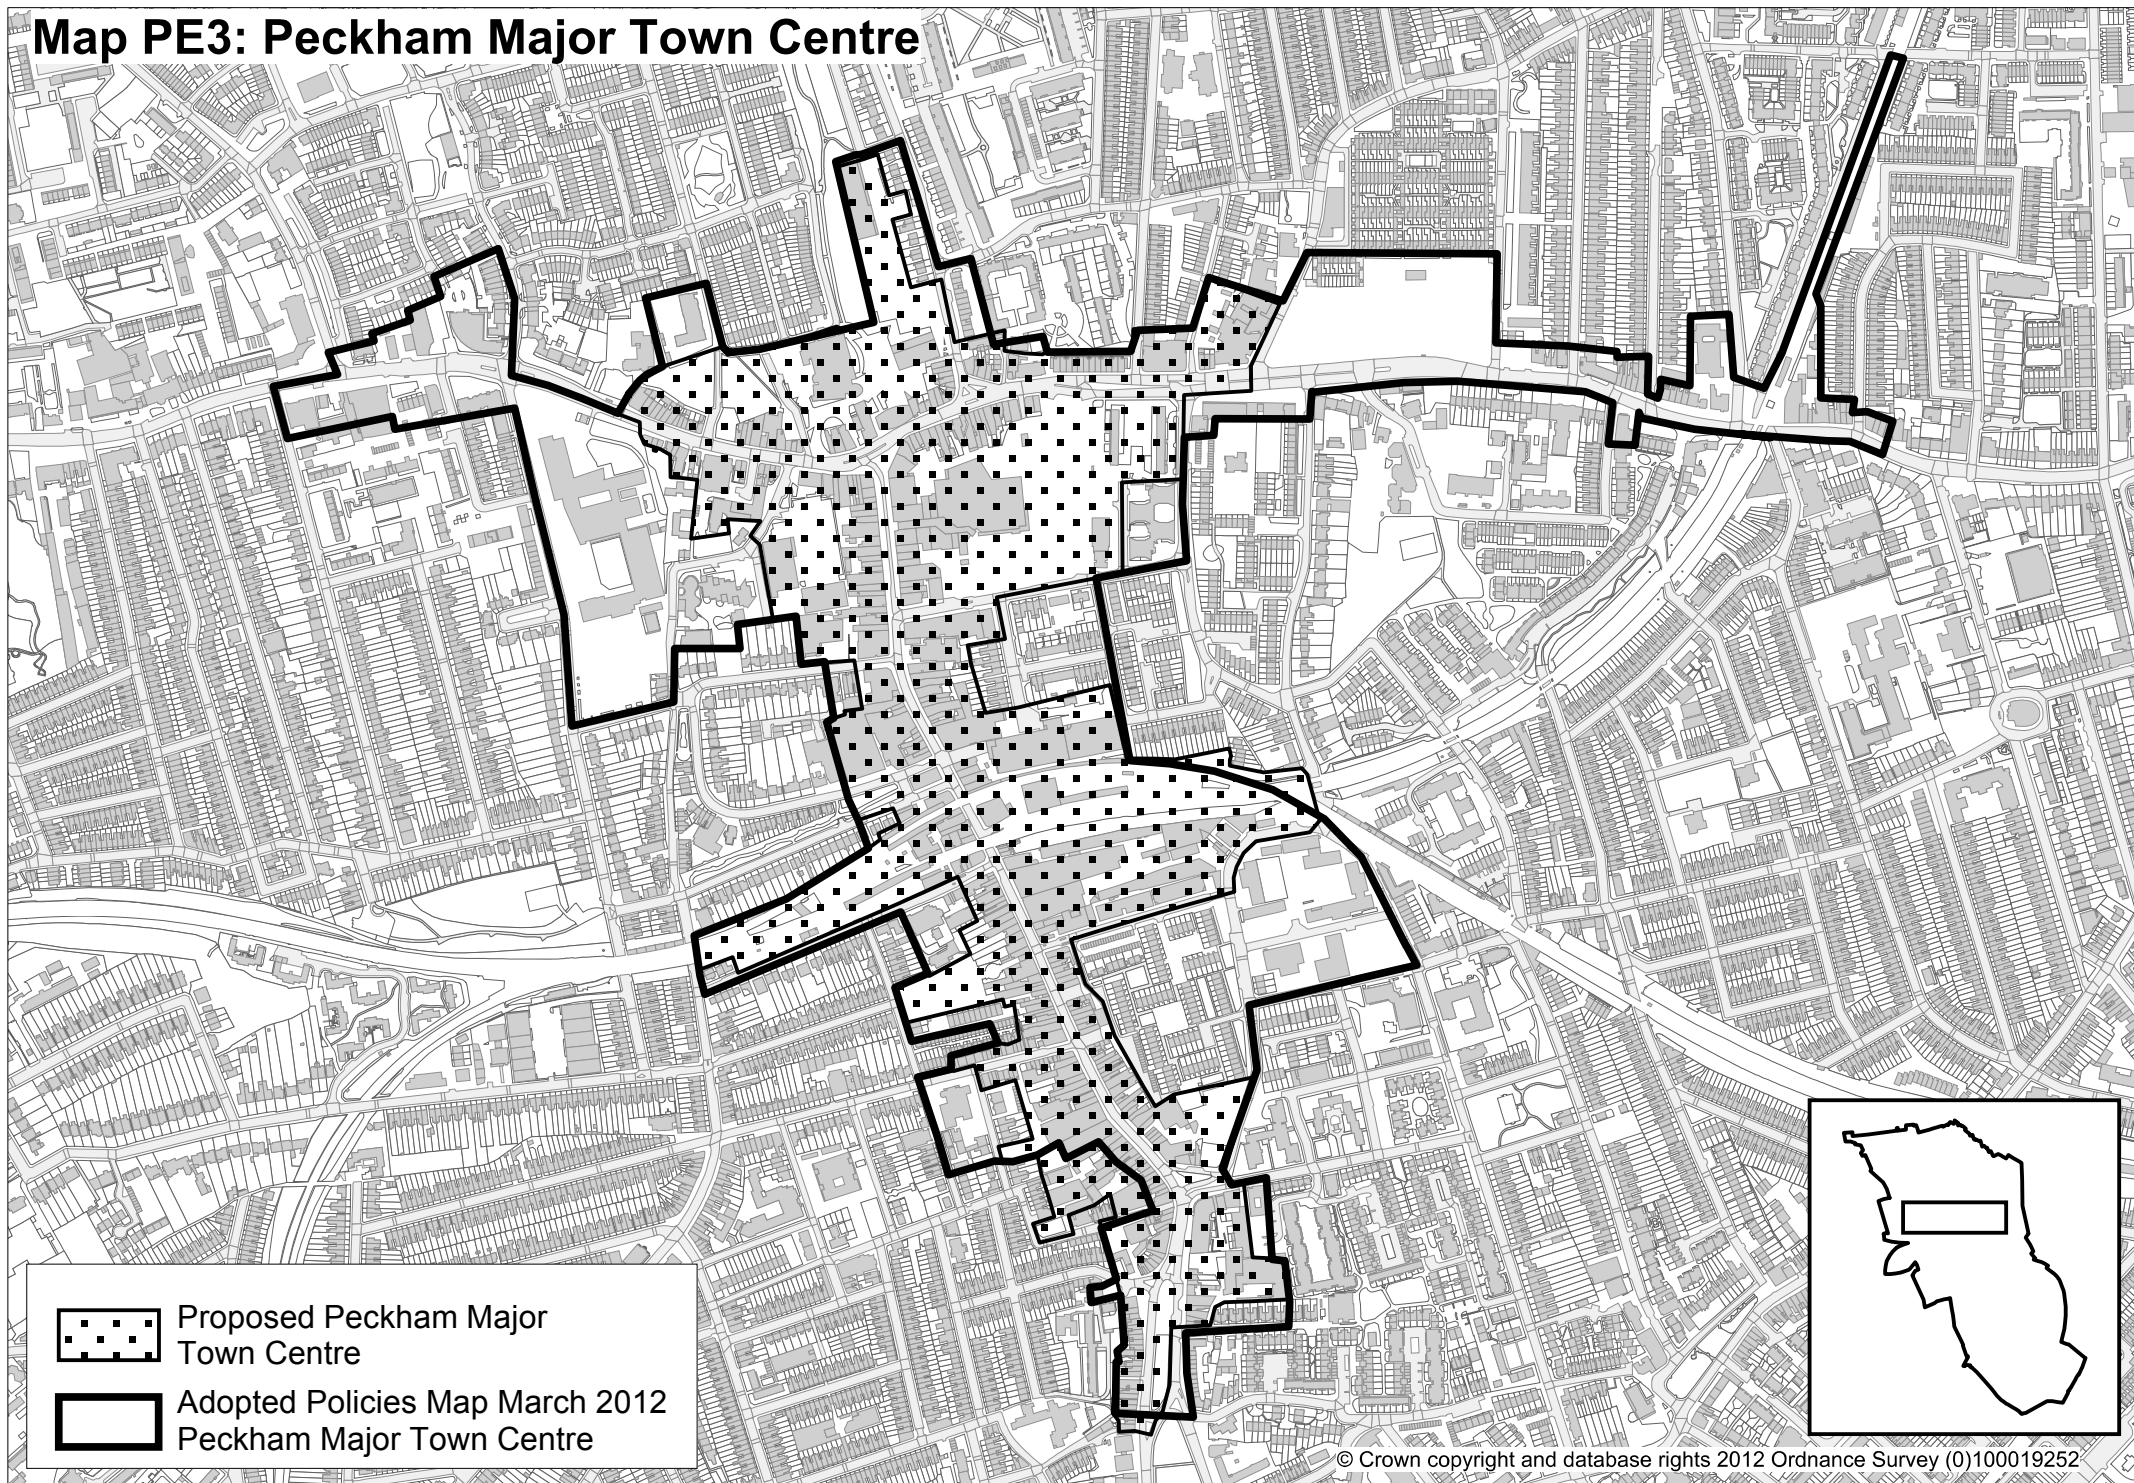 Map PE3: Peckham Major Town Centre
Proposed Peckham Major
Town Centre
Adopted Policies Map March 2012
Peckham Major Town Centre
© Crown copyright and database rights 2012 Ordnance Survey (0)100019252